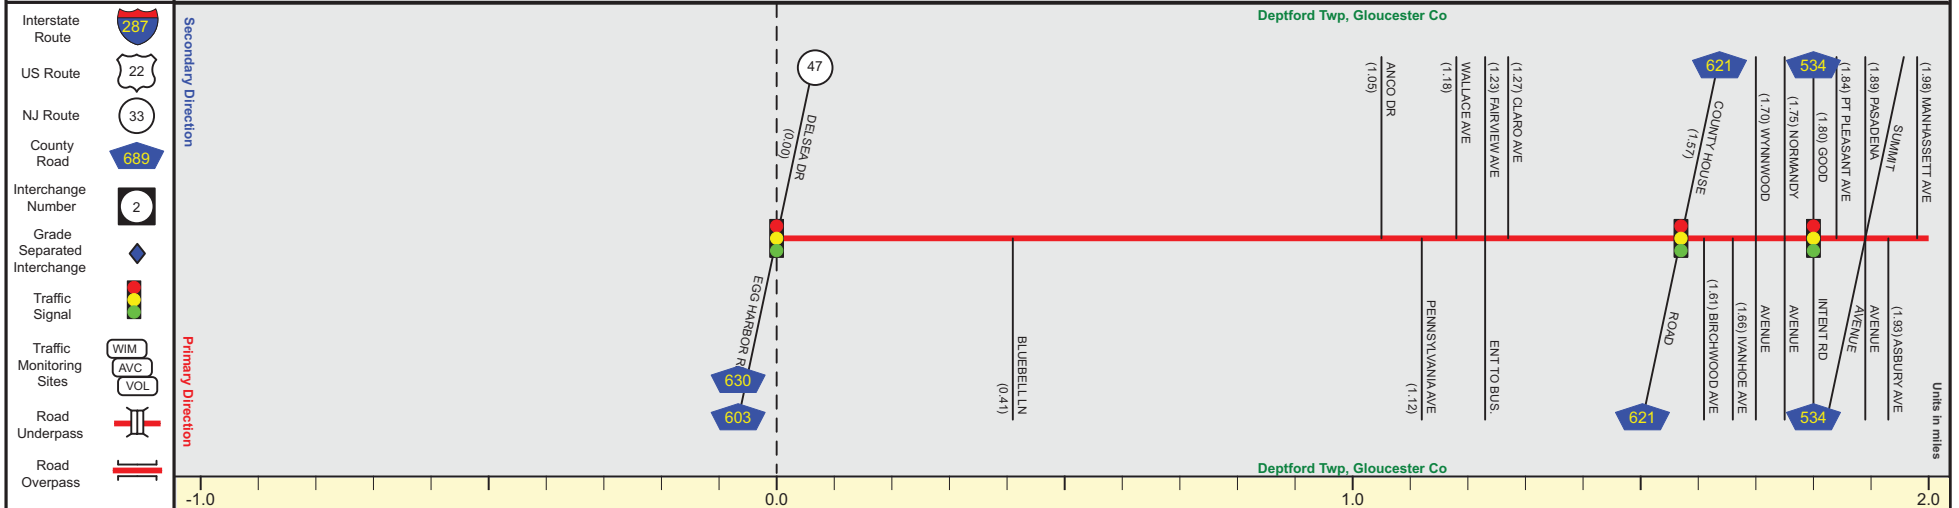 Interstate
Route
287
US Route
22
NJ Route
33
County
Road
689
Interchange
Number
2
Grade
Separated
Interchange
Traffic
Signal
Traffic
Monitoring
Sites
WIM
AVC
VOL
Road
Underpass
Road
Overpass
Secondary Direction
Primary Direction
Deptford Twp, Gloucester Co
47
DELSEA DR
(0.00)
EGG HARBOR R
630
603
BLUEBELL LN
(0.41)
ANCO DR
(1.05)
PENNSYLVANIA AVE
(1.12)
WALLACE AVE
(1.18)
(1.23) FAIRVIEW AVE
ENT TO BUS.
(1.27) CLARO AVE
621
COUNTY HOUSE
(1.57)
ROAD
621
(1.61) BIRCHWOOD AVE
(1.66) IVANHOE AVE
(1.70) WYNNWOOD
AVENUE
(1.75) NORMANDY
AVENUE
534
(1.80) GOOD
INTENT RD
534
(1.84) PT PLEASANT AVE
(1.89) PASADENA
AVENUE
SUMMIT
AVENUE
(1.93) ASBURY AVE
(1.98) MANHASSETT AVE
Units in miles
Deptford Twp, Gloucester Co
-1.0
0.0
1.0
2.0